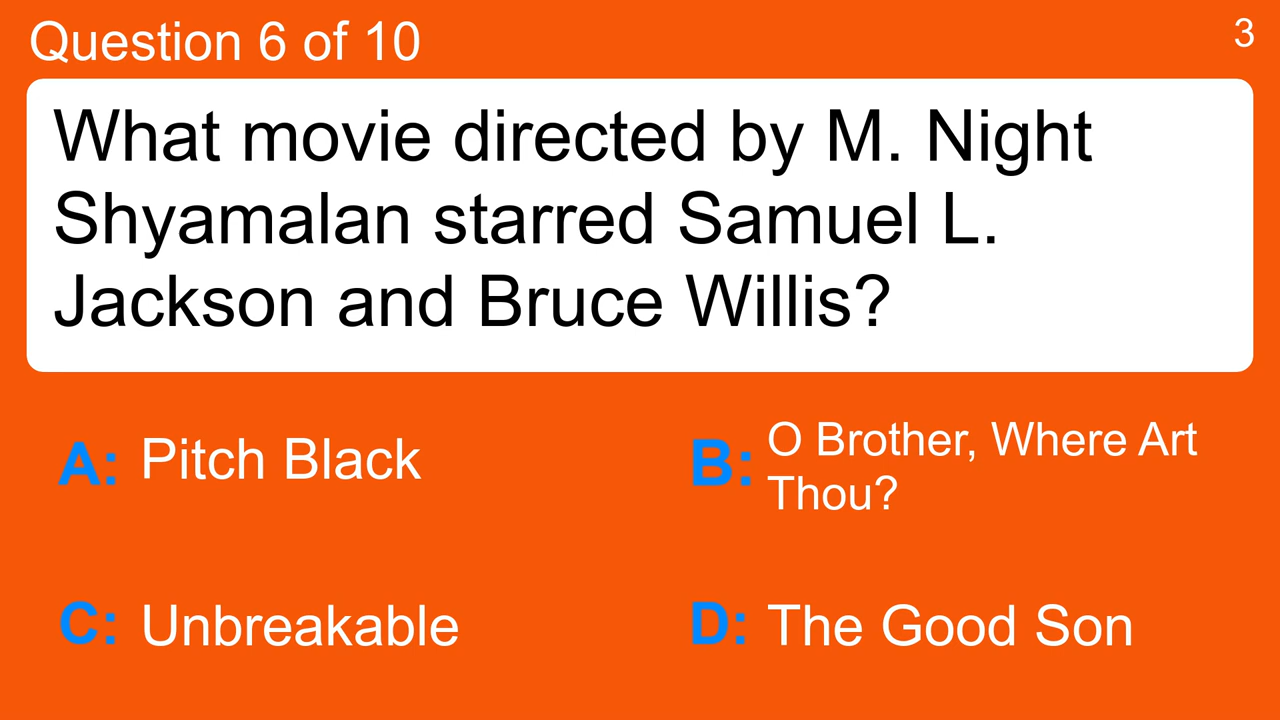 Question 6 of 10
3
What movie directed by M. Night
Shyamalan starred Samuel L.
Jackson and Bruce Willis?
A: Pitch Black
B: O Brother, Where Art
Thou?
C: Unbreakable
D: The Good Son